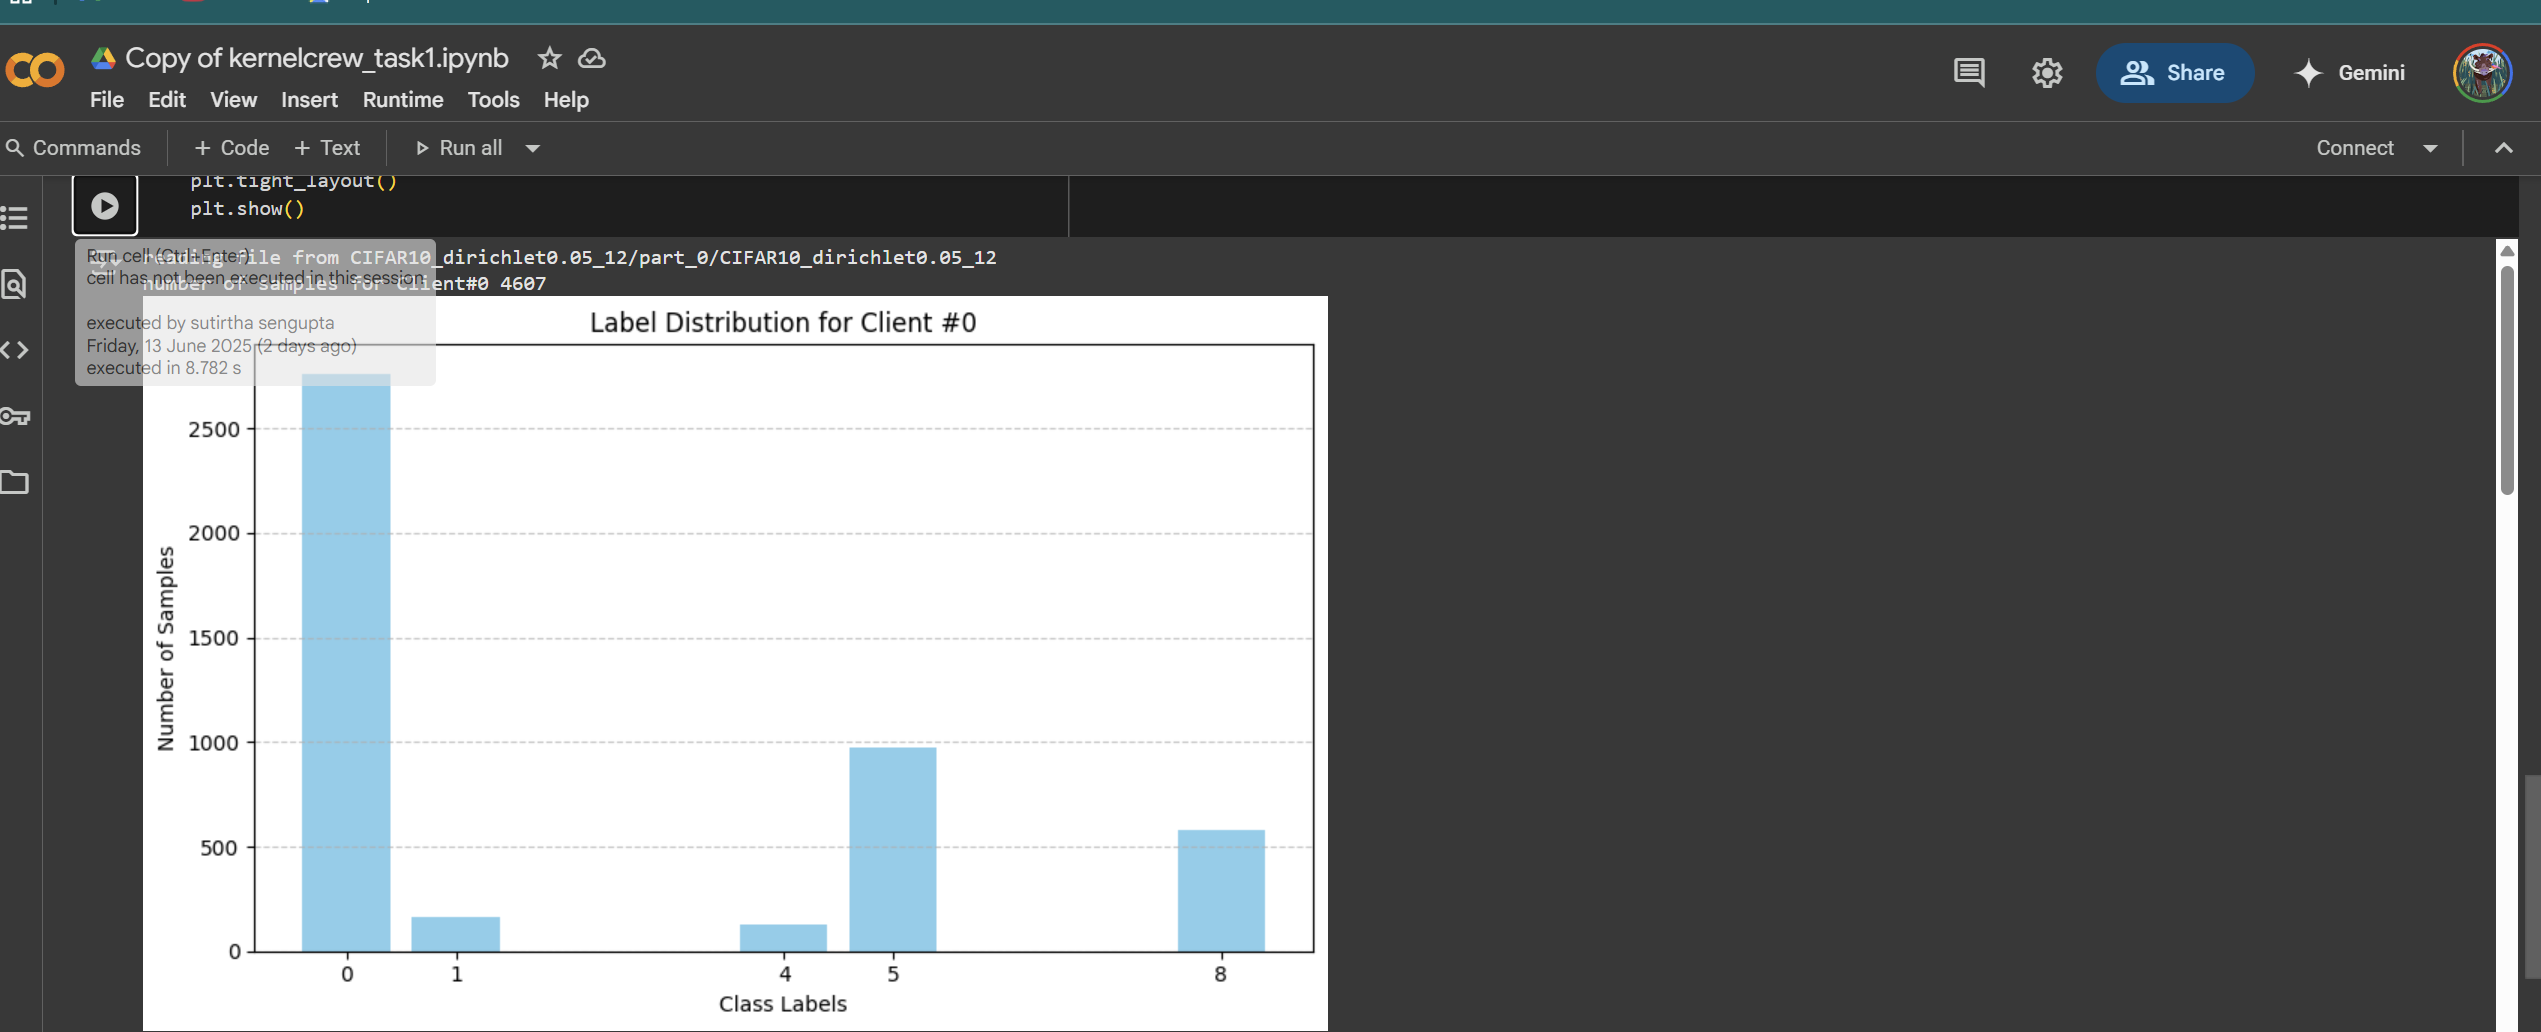 Copy of kernelcrew_task1.ipynb
File Edit View Insert Runtime Tools Help
Share
Gemini
Commands
+ Code + Text
Run all
Connect
plt.tight_layout()
plt.show()
Run cell (Ctrl+Enter)
cell has not been executed in this session
executed by sutirtha sengupta
Friday, 13 June 2025 (2 days ago)
executed in 8.782 s
reading file from CIFAR10_dirichlet0.05_12/part_0/CIFAR10_dirichlet0.05_12
number of samples for Client#0 4607
Label Distribution for Client #0
Number of Samples
2500
2000
1500
1000
500
0
0 1 4 5 8
Class Labels